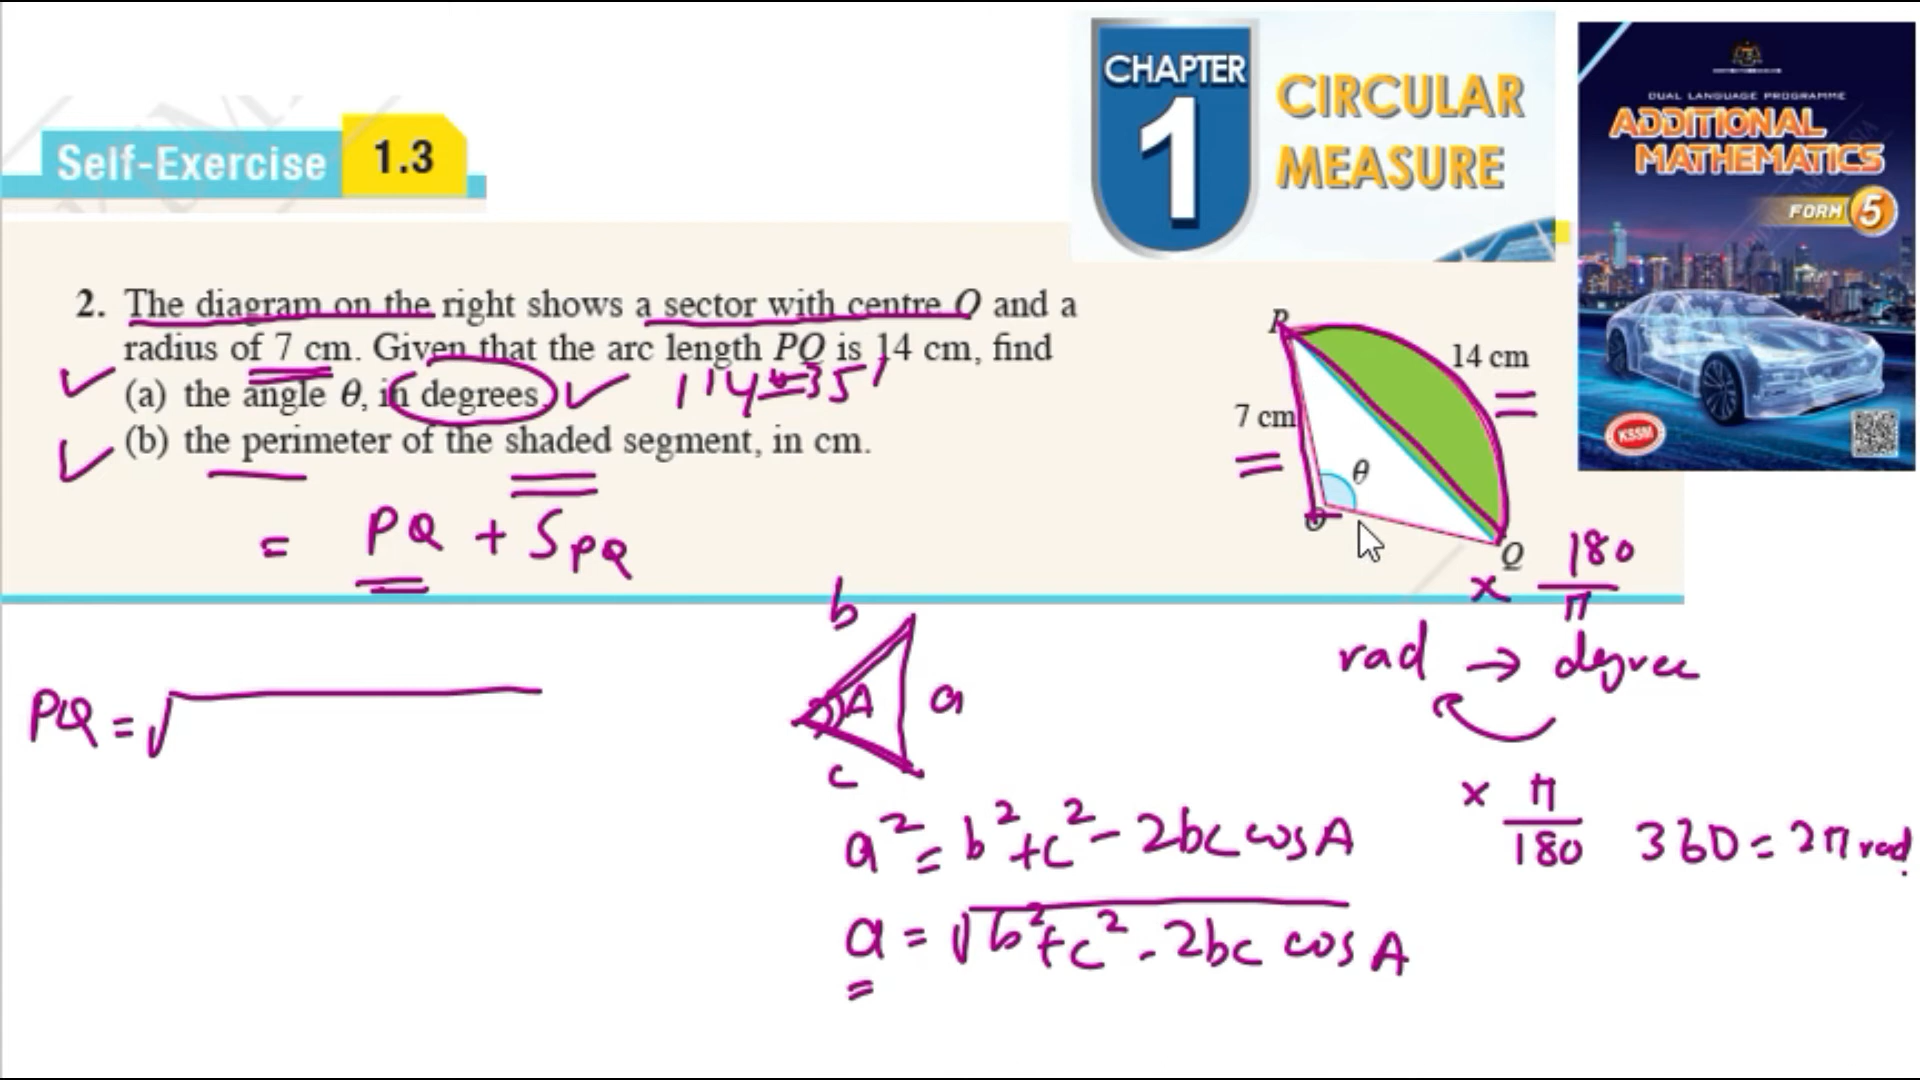 CHAPTER
1
CIRCULAR
MEASURE
DUAL LANGUAGE PROGRAMME
ADDITIONAL
MATHEMATICS
FORM 5
KSSM
Self-Exercise 1.3
2. The diagram on the right shows a sector with centre O and a
radius of 7 cm. Given that the arc length PQ is 14 cm, find
(a) the angle θ, in degrees
114°35'
(b) the perimeter of the shaded segment, in cm.
= PQ + S PQ
P
14 cm
7 cm
θ
O
Q
× 180/π
rad → degree
× π/180
360 = 2π rad.
PQ = √
b
A
a
c
a² = b² + c² - 2bc cos A
a = √b² + c² - 2bc cos A